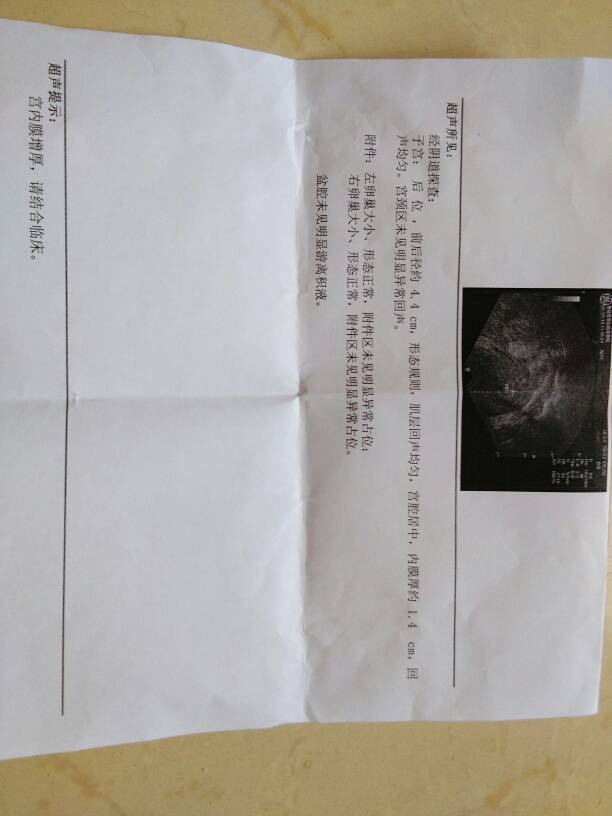 超声所见：
经阴道探查：
子宫：后位，前后径约 4.4 cm，形态规则，肌层回声均匀，宫腔居中，内膜厚约 1.4 cm，回
声均匀。宫颈区未见明显异常回声。
附件：左卵巢大小、形态正常，附件区未见明显异常占位；
右卵巢大小、形态正常，附件区未见明显异常占位。
盆腔未见明显游离积液。
超声提示：
宫内膜增厚，请结合临床。